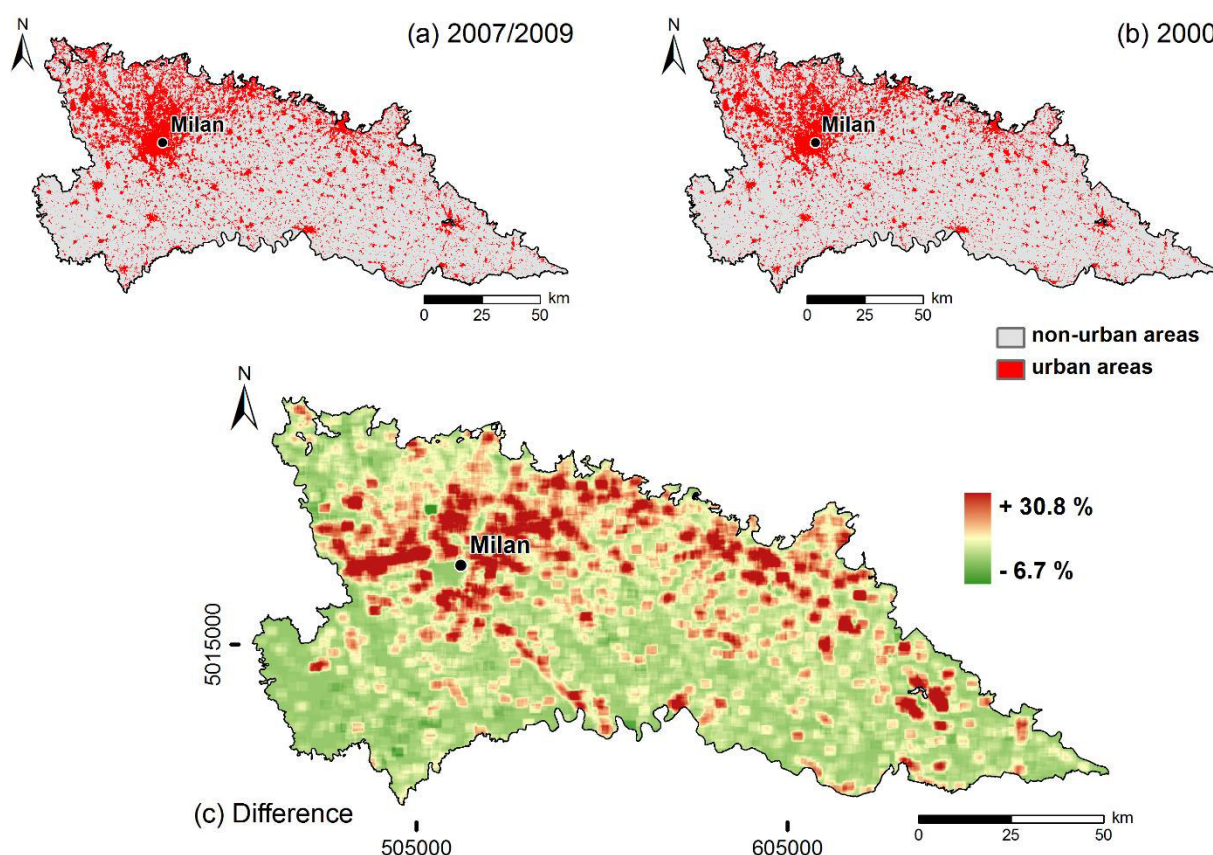 N
(a) 2007/2009
Milan
km
0 25 50
N
(b) 2000
Milan
km
0 25 50
non-urban areas
urban areas
N
+ 30.8 %
- 6.7 %
Milan
5015000
(c) Difference
km
0 25 50
505000 605000